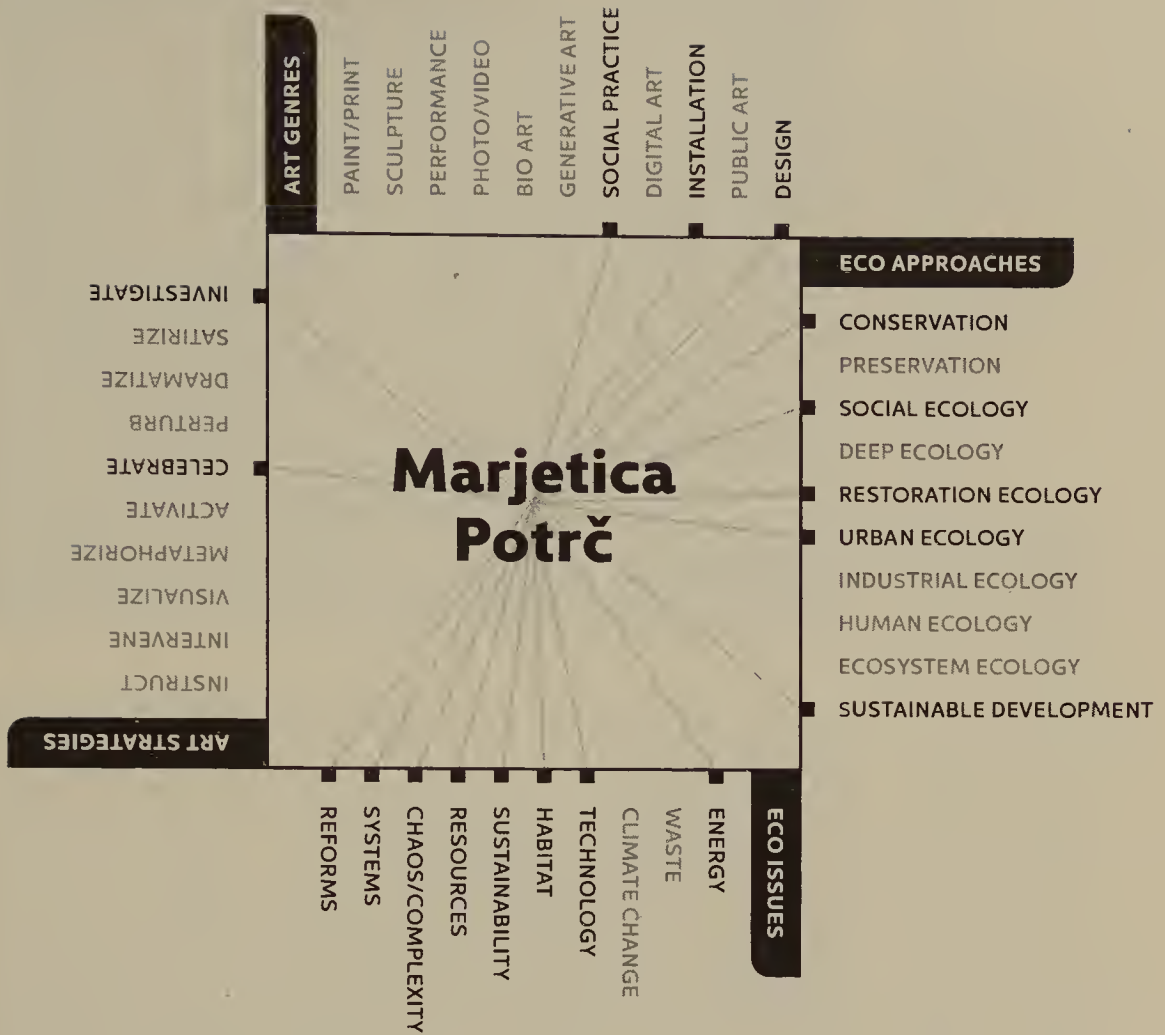 ART GENRES
PAINT/PRINT
SCULPTURE
PERFORMANCE
PHOTO/VIDEO
BIO ART
GENERATIVE ART
SOCIAL PRACTICE
DIGITAL ART
INSTALLATION
PUBLIC ART
DESIGN
ECO APPROACHES
CONSERVATION
PRESERVATION
SOCIAL ECOLOGY
DEEP ECOLOGY
RESTORATION ECOLOGY
URBAN ECOLOGY
INDUSTRIAL ECOLOGY
HUMAN ECOLOGY
ECOSYSTEM ECOLOGY
SUSTAINABLE DEVELOPMENT
ECO ISSUES
ENERGY
WASTE
CLIMATE CHANGE
TECHNOLOGY
HABITAT
SUSTAINABILITY
RESOURCES
CHAOS/COMPLEXITY
SYSTEMS
REFORMS
ART STRATEGIES
INSTRUCT
INTERVENE
VISUALIZE
METAPHORIZE
ACTIVATE
CELEBRATE
PERTURB
DRAMATIZE
SATIRIZE
INVESTIGATE
Marjetica
Potrč